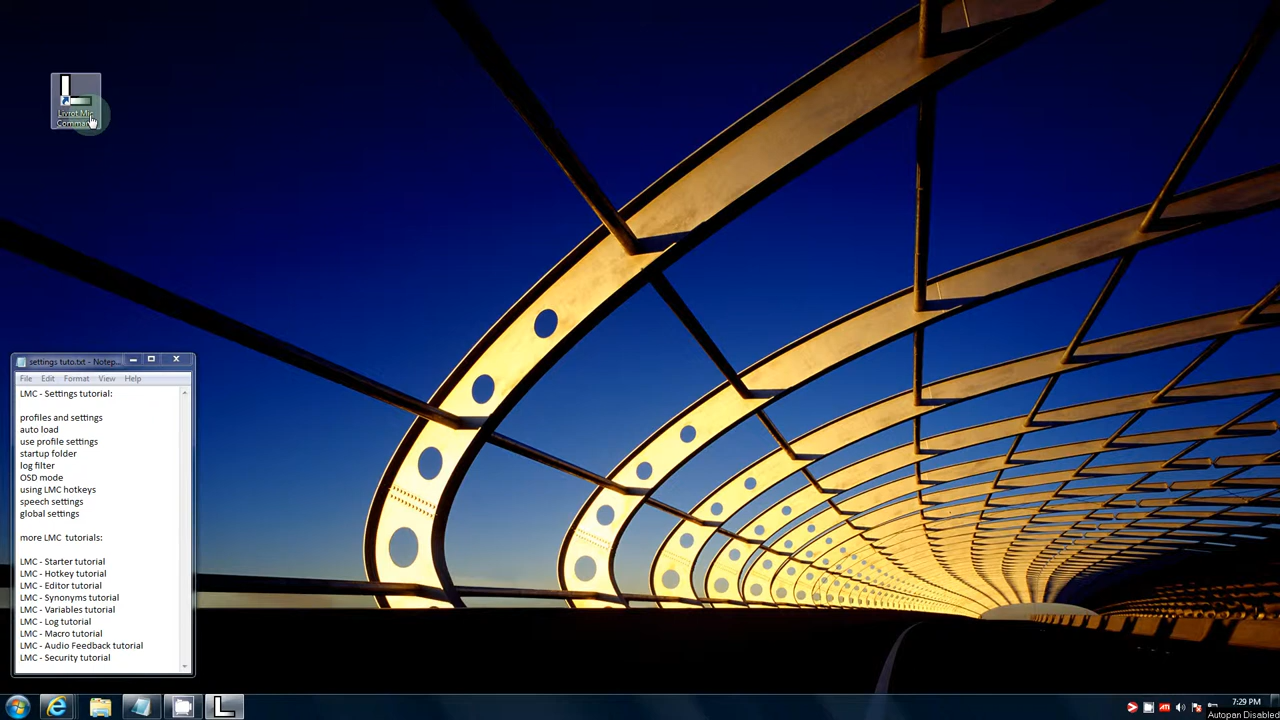 Livrot Mic
settings tuto.txt - Notep...
File Edit Format View Help
LMC - Settings tutorial:
profiles and settings
auto load
use profile settings
startup folder
log filter
OSD mode
using LMC hotkeys
speech settings
global settings
more LMC  tutorials:
LMC - Starter tutorial
LMC - Hotkey tutorial
LMC - Editor tutorial
LMC - Synonyms tutorial
LMC - Variables tutorial
LMC - Log tutorial
LMC - Macro tutorial
LMC - Audio Feedback tutorial
LMC - Security tutorial
7:29 PM
Autopan Disabled